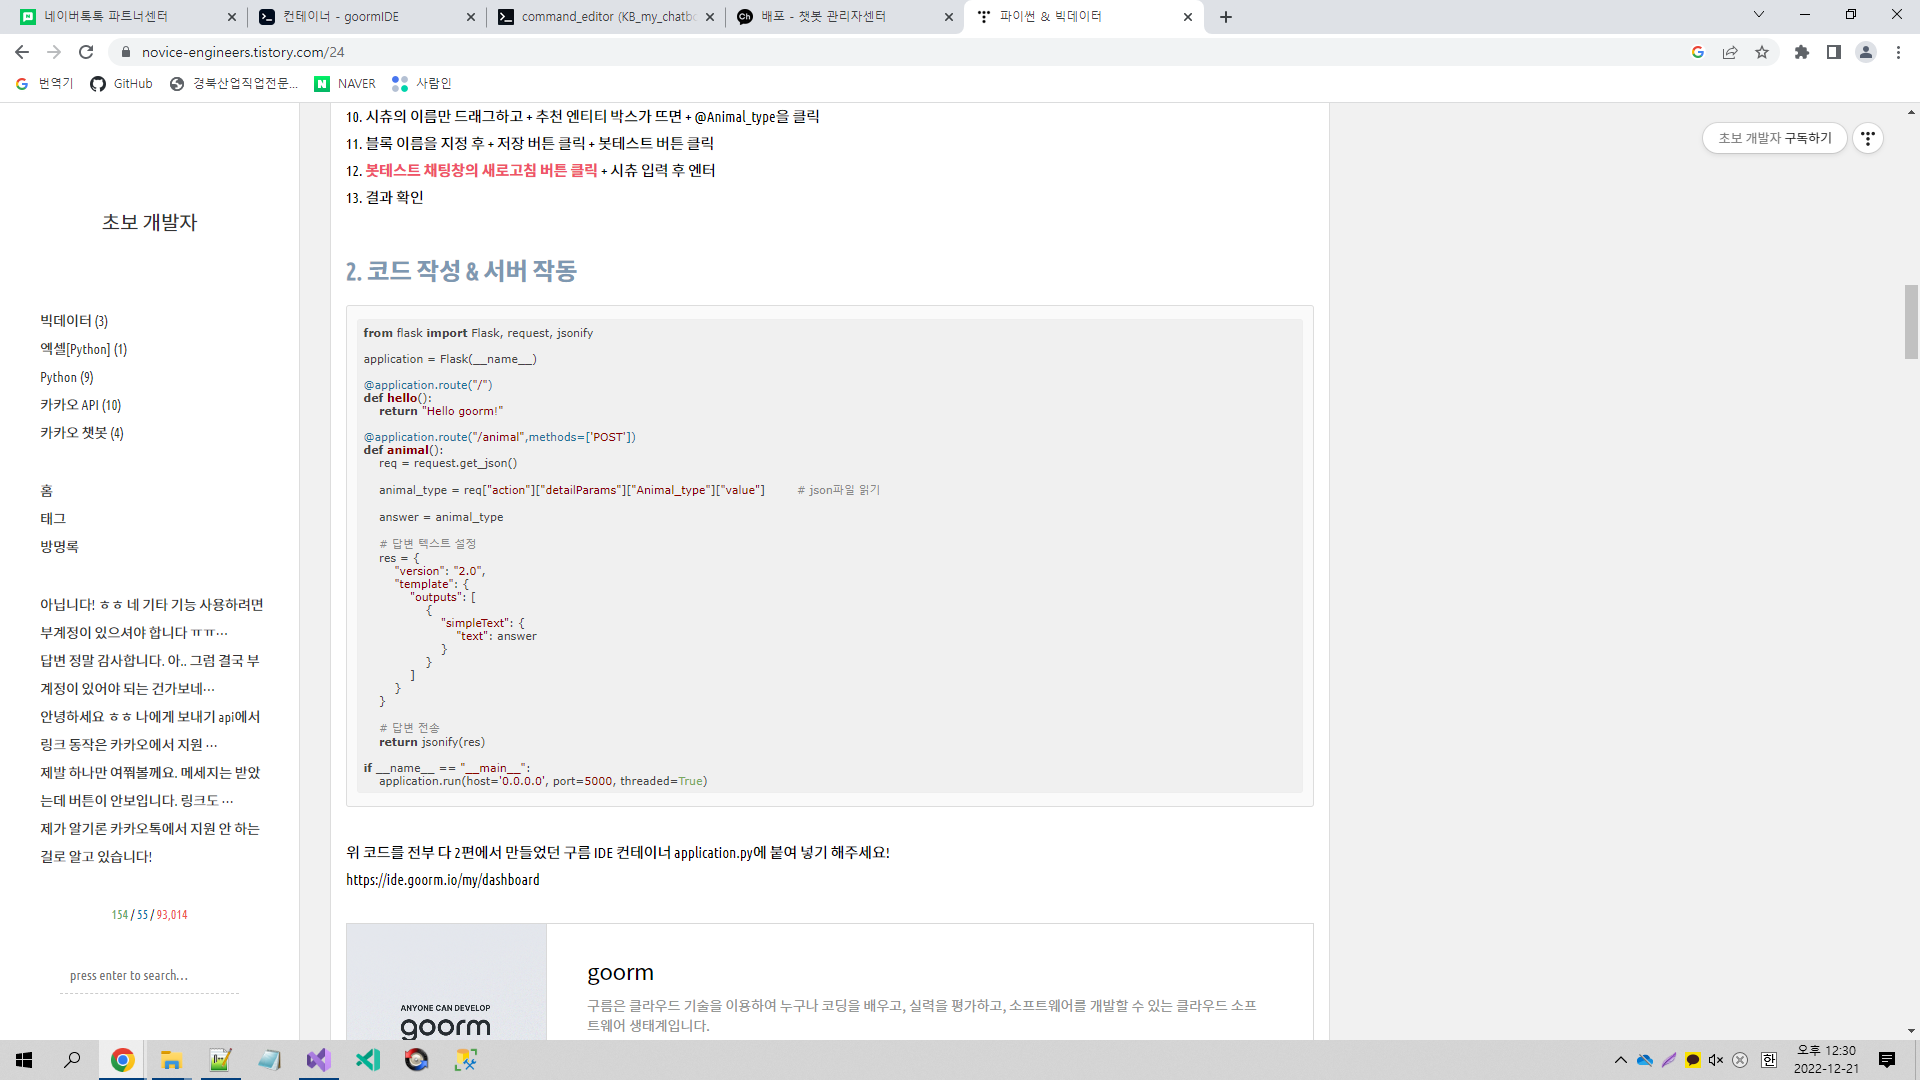 네이버톡톡 파트너센터
컨테이너 - goormIDE
command_editor (KB_my_chatbo
배포 - 챗봇 관리자센터
파이썬 & 빅데이터
novice-engineers.tistory.com/24
번역기
GitHub
경북산업직업전문...
NAVER
사람인
초보 개발자 구독하기
초보 개발자
빅데이터 (3)
엑셀[Python] (1)
Python (9)
카카오 API (10)
카카오 챗봇 (4)
홈
태그
방명록
아닙니다! ㅎㅎ 네 기타 기능 사용하려면
부계정이 있으셔야 합니다 ㅠㅠ…
답변 정말 감사합니다. 아.. 그럼 결국 부
계정이 있어야 되는 건가보네…
안녕하세요 ㅎㅎ 나에게 보내기 api에서
링크 동작은 카카오에서 지원 …
제발 하나만 여쭤볼께요. 메세지는 받았
는데 버튼이 안보입니다. 링크도 …
제가 알기론 카카오톡에서 지원 안 하는
걸로 알고 있습니다!
154 / 55 / 93,014
press enter to search...
10. 시츄의 이름만 드래그하고 + 추천 엔티티 박스가 뜨면 + @Animal_type을 클릭
11. 블록 이름을 지정 후 + 저장 버튼 클릭 + 봇테스트 버튼 클릭
12. 봇테스트 채팅창의 새로고침 버튼 클릭 + 시츄 입력 후 엔터
13. 결과 확인
2. 코드 작성 & 서버 작동
from flask import Flask, request, jsonify
application = Flask(__name__)
@application.route("/")
def hello():
return "Hello goorm!"
@application.route("/animal",methods=['POST'])
def animal():
req = request.get_json()
animal_type = req["action"]["detailParams"]["Animal_type"]["value"] # json파일 읽기
answer = animal_type
# 답변 텍스트 설정
res = {
"version": "2.0",
"template": {
"outputs": [
{
"simpleText": {
"text": answer
}
}
]
}
}
# 답변 전송
return jsonify(res)
if __name__ == "__main__":
application.run(host='0.0.0.0', port=5000, threaded=True)
위 코드를 전부 다 2편에서 만들었던 구름 IDE 컨테이너 application.py에 붙여 넣기 해주세요!
https://ide.goorm.io/my/dashboard
ANYONE CAN DEVELOP
goorm
goorm
구름은 클라우드 기술을 이용하여 누구나 코딩을 배우고, 실력을 평가하고, 소프트웨어를 개발할 수 있는 클라우드 소프
트웨어 생태계입니다.
한
오후 12:30
2022-12-21